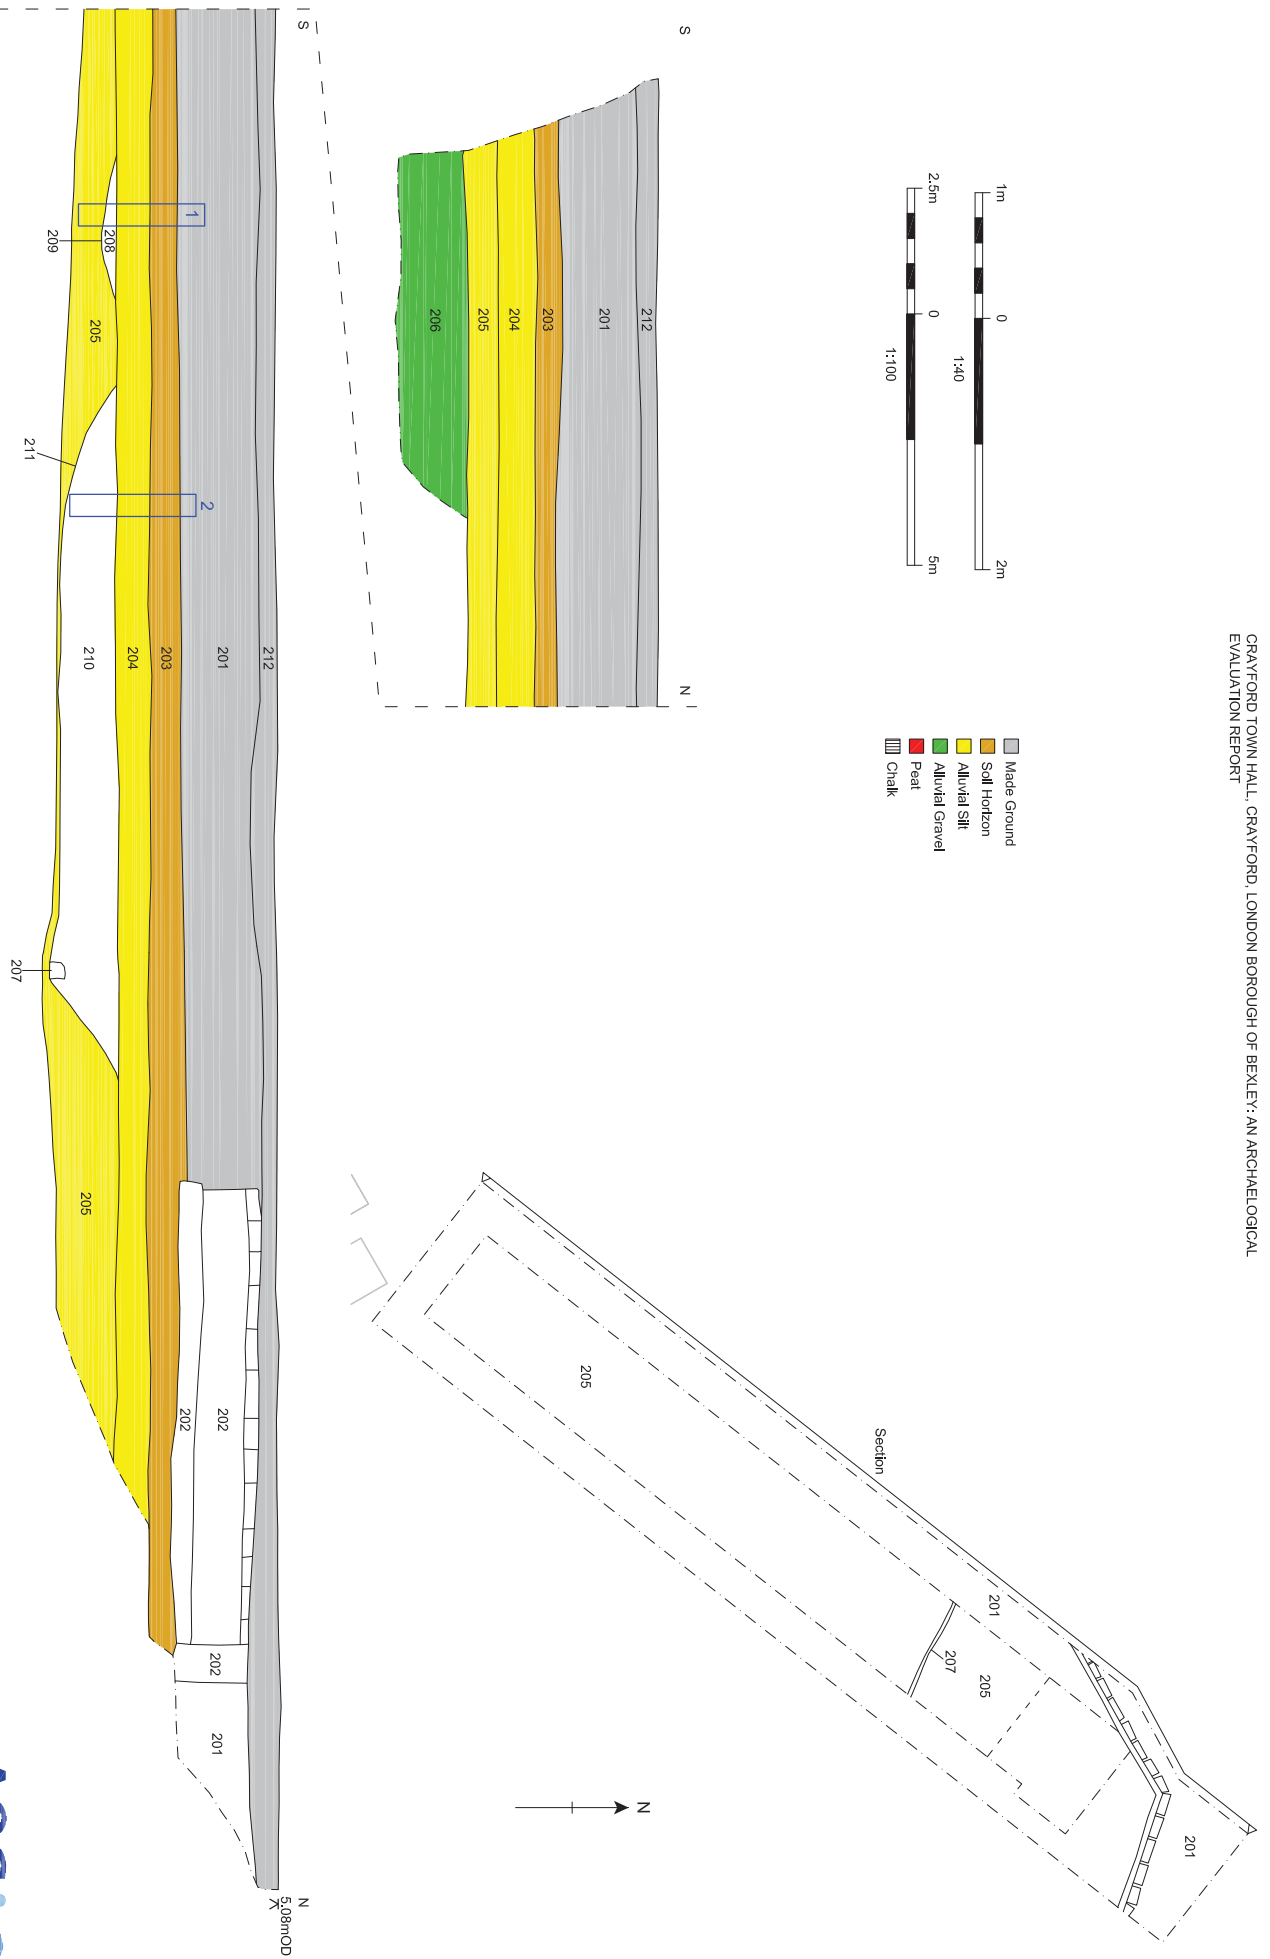 CRAYFORD TOWN HALL, CRAYFORD, LONDON BOROUGH OF BEXLEY: AN ARCHAELOGICAL
EVALUATION REPORT
1m 0 2m
1:40
2.5m 0 5m
1:100
Made Ground
Soil Horizon
Alluvial Silt
Alluvial Gravel
Peat
Chalk
S N
212
201
203
204
205
206
S N
5.08mOD
212
201
203
204
210
1
2
208
209
205
211
207
205
202
202
202
201
Section
205
201
207
205
201
N